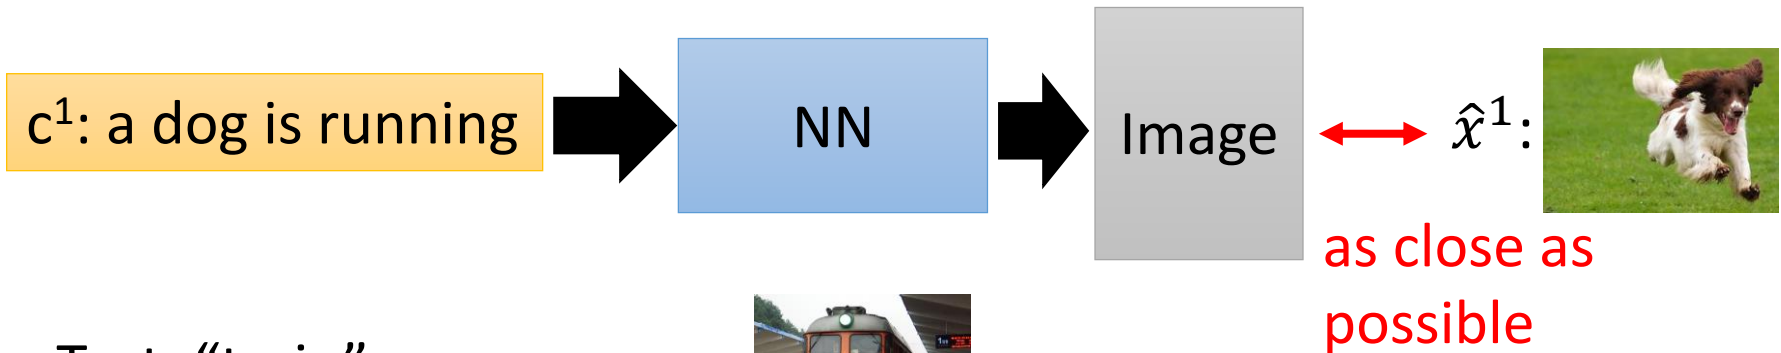 c¹: a dog is running
NN
Image
x̂¹:
as close as
possible